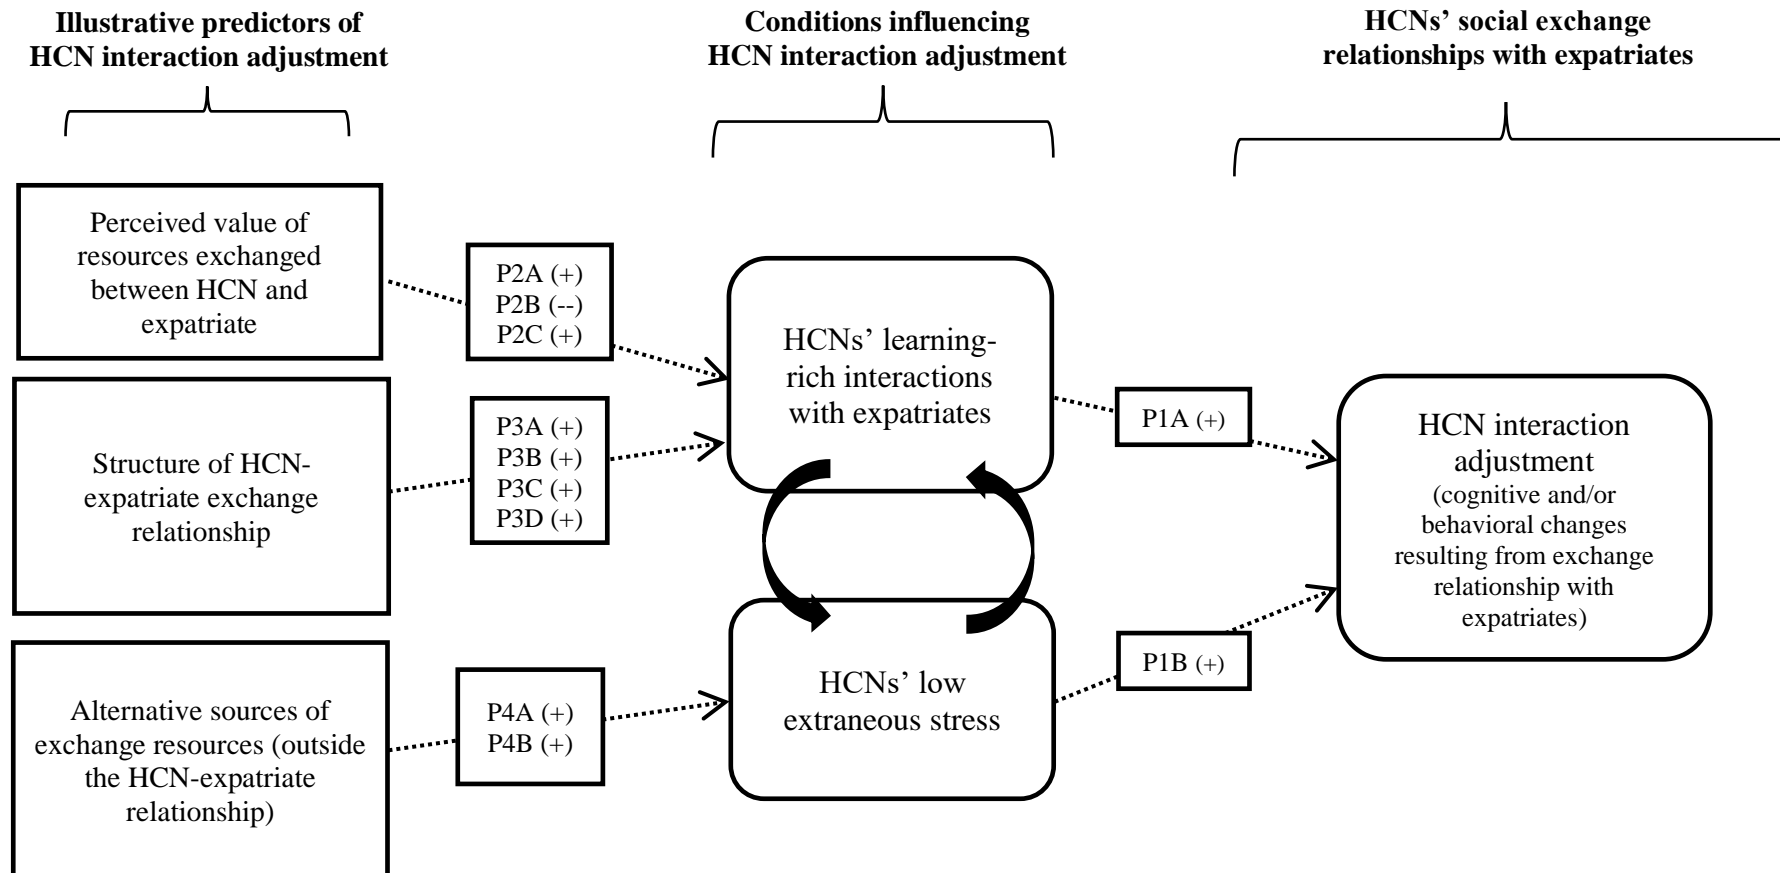 Illustrative predictors of
HCN interaction adjustment
Conditions influencing
HCN interaction adjustment
HCNs’ social exchange
relationships with expatriates
Perceived value of
resources exchanged
between HCN and
expatriate
P2A (+)
P2B (--)
P2C (+)
Structure of HCN-
expatriate exchange
relationship
P3A (+)
P3B (+)
P3C (+)
P3D (+)
Alternative sources of
exchange resources (outside
the HCN-expatriate
relationship)
P4A (+)
P4B (+)
HCNs’ learning-
rich interactions
with expatriates
HCNs’ low
extraneous stress
P1A (+)
P1B (+)
HCN interaction
adjustment
(cognitive and/or
behavioral changes
resulting from exchange
relationship with
expatriates)